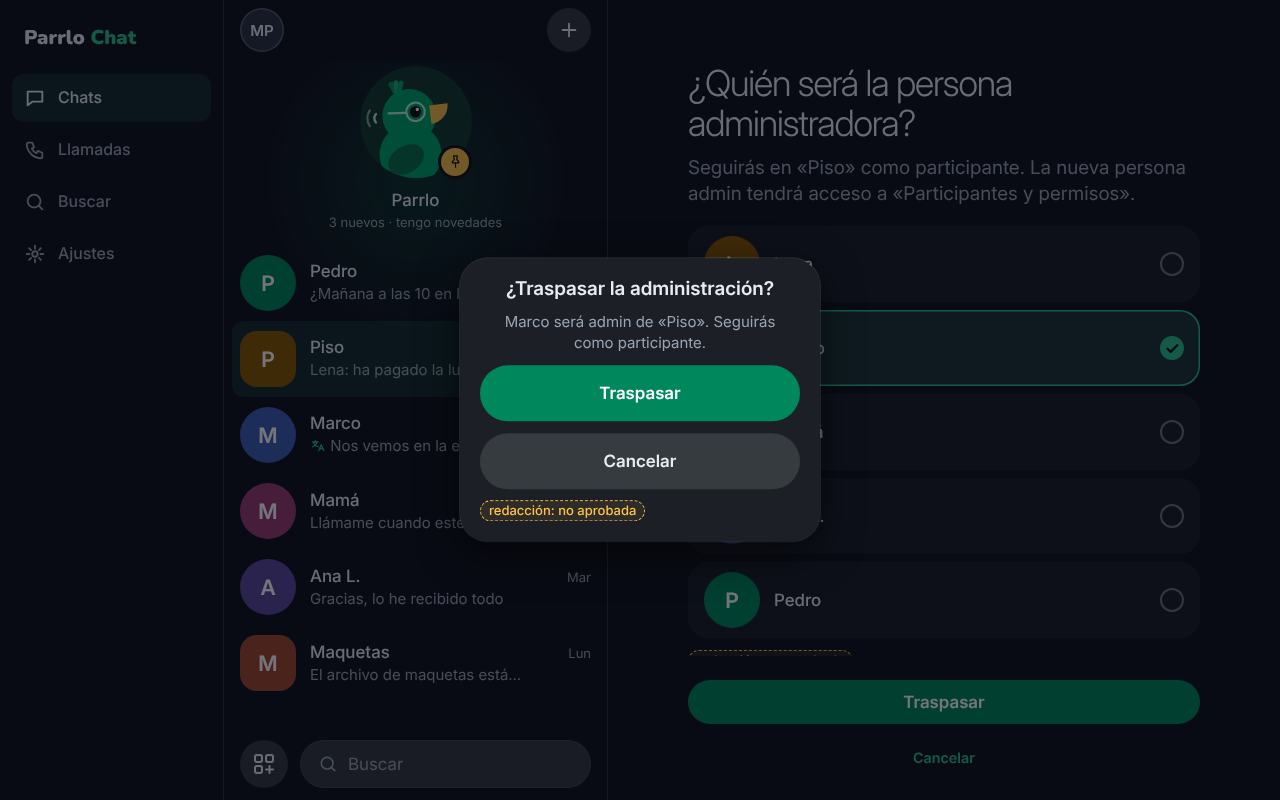 Parrlo Chat
Chats
Llamadas
Buscar
Ajustes
MP
Parrlo
3 nuevos · tengo novedades
P
Pedro
¿Mañana a las 10 en
P
Piso
Lena: ha pagado la
M
Marco
Nos vemos en la
M
Mamá
Llámame cuando
A
Ana L.
Mar
Gracias, lo he recibido todo
M
Maquetas
Lun
El archivo de maquetas está...
Buscar
¿Quién será la persona
administradora?
Seguirás en «Piso» como participante. La nueva persona
admin tendrá acceso a «Participantes y permisos».
P
Pedro
Traspasar
Cancelar
¿Traspasar la administración?
Marco será admin de «Piso». Seguirás
como participante.
Traspasar
Cancelar
redacción: no aprobada